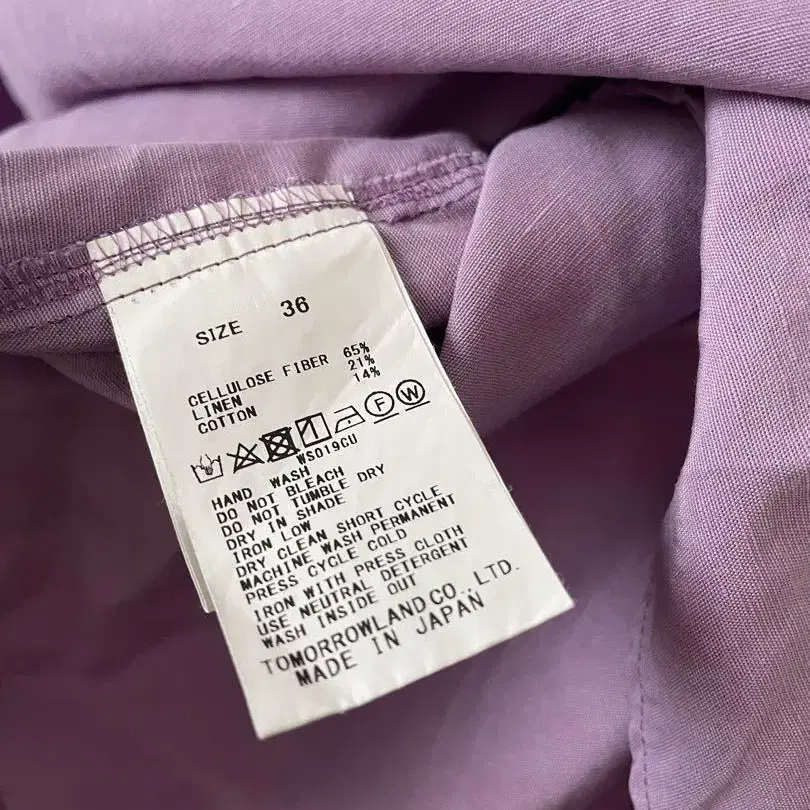 SIZE 36
CELLULOSE FIBER 65%
LINEN 21%
COTTON 14%
F W
WS019CU
HAND WASH
DO NOT BLEACH
DO NOT TUMBLE DRY
DRY IN SHADE
IRON LOW
DRY CLEAN SHORT CYCLE
MACHINE WASH PERMANENT
PRESS CYCLE COLD
IRON WITH PRESS CLOTH
USE NEUTRAL DETERGENT
WASH INSIDE OUT
TOMORROWLAND CO., LTD.
MADE IN JAPAN